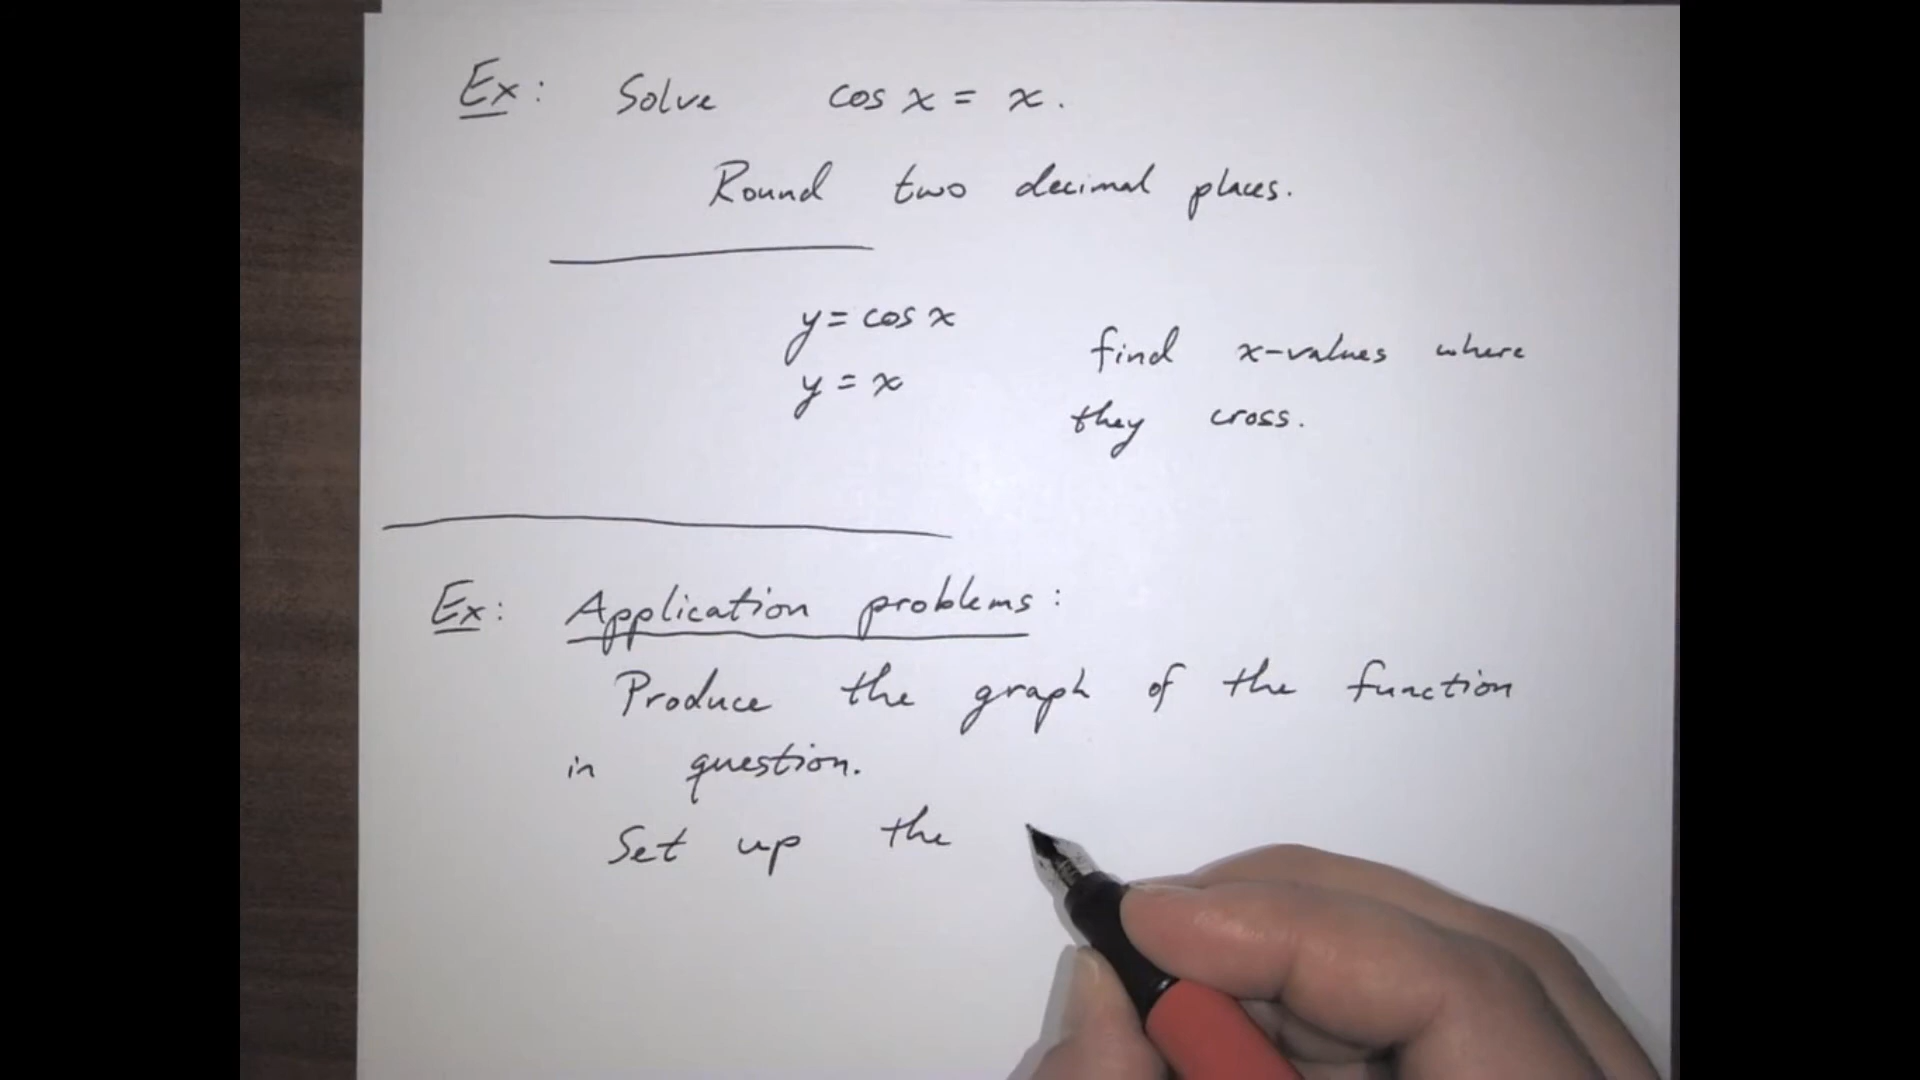 Ex: Solve cos x = x.
Round two decimal places.
y = cos x
y = x
find x-values where
they cross.
Ex: Application problems:
Produce the graph of the function
in question.
Set up the